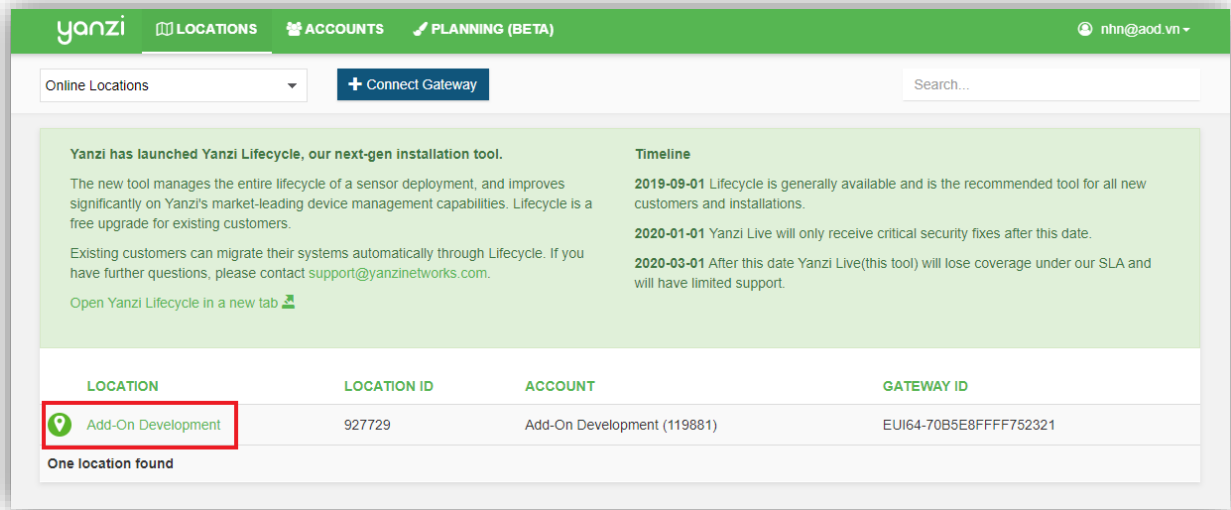 yanzi LOCATIONS ACCOUNTS PLANNING (BETA) nhn@aod.vn
Online Locations + Connect Gateway Search...
Yanzi has launched Yanzi Lifecycle, our next-gen installation tool.
The new tool manages the entire lifecycle of a sensor deployment, and improves
significantly on Yanzi's market-leading device management capabilities. Lifecycle is a
free upgrade for existing customers.
Existing customers can migrate their systems automatically through Lifecycle. If you
have further questions, please contact support@yanzinetworks.com.
Open Yanzi Lifecycle in a new tab
Timeline
2019-09-01 Lifecycle is generally available and is the recommended tool for all new
customers and installations.
2020-01-01 Yanzi Live will only receive critical security fixes after this date.
2020-03-01 After this date Yanzi Live(this tool) will lose coverage under our SLA and
will have limited support.
LOCATION LOCATION ID ACCOUNT GATEWAY ID
Add-On Development 927729 Add-On Development (119881) EUI64-70B5E8FFFF752321
One location found